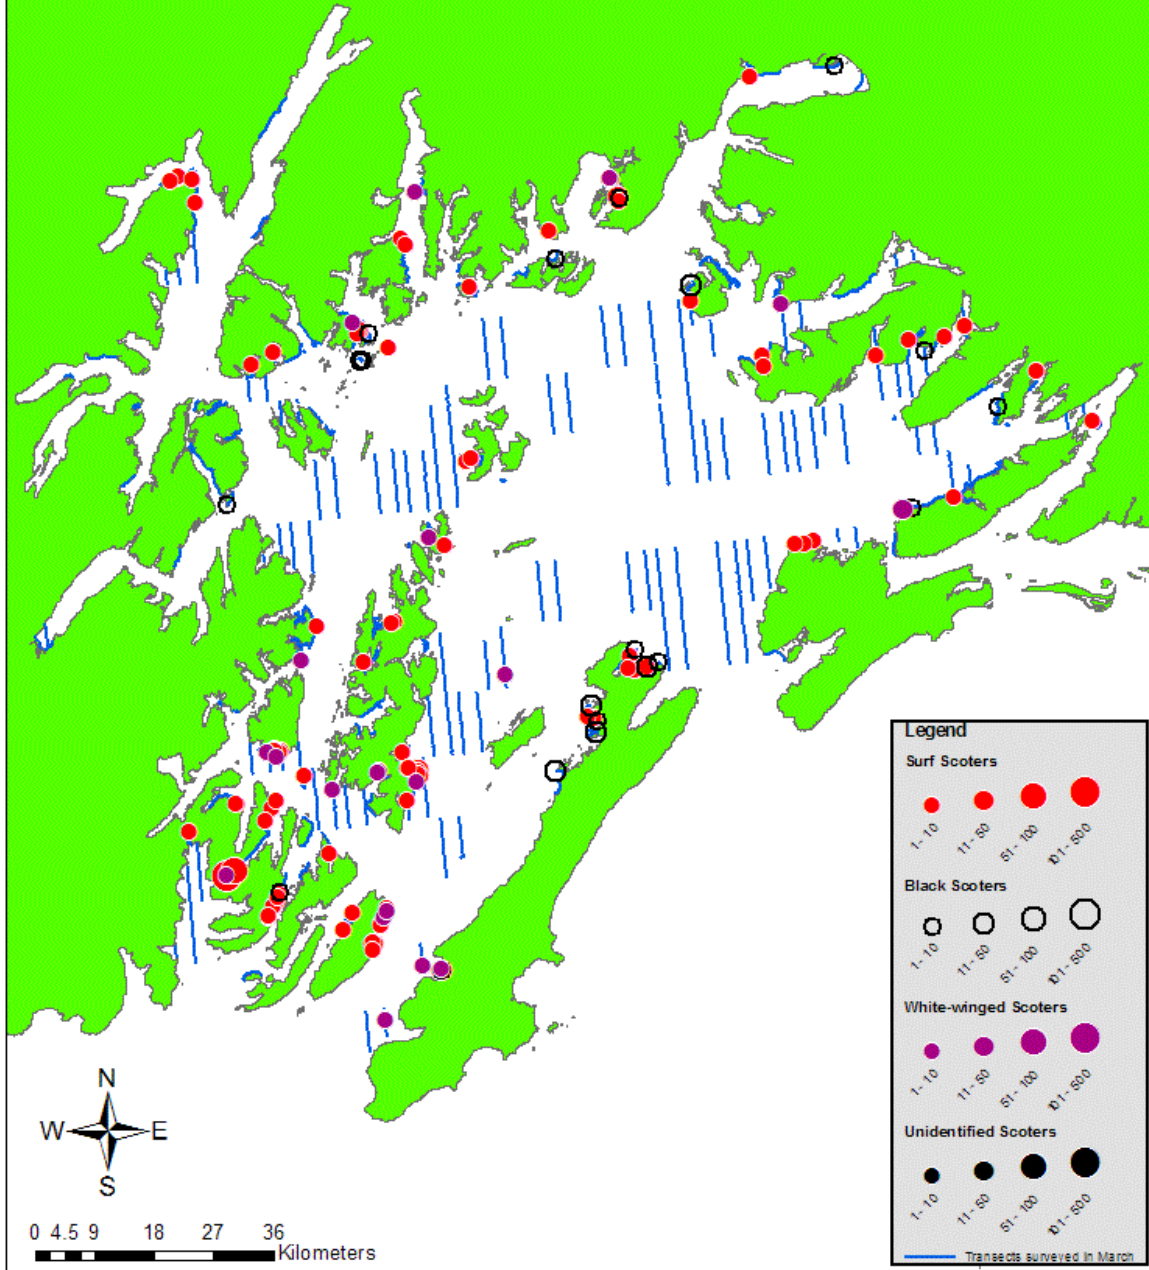 Legend
Surf Scoters
1 - 10
11 - 50
51 - 100
101 - 500
Black Scoters
1 - 10
11 - 50
51 - 100
101 - 500
White-winged Scoters
1 - 10
11 - 50
51 - 100
101 - 500
Unidentified Scoters
1 - 10
11 - 50
51 - 100
101 - 500
Transects surveyed in March
N
W E
S
0 4.5 9 18 27 36
Kilometers